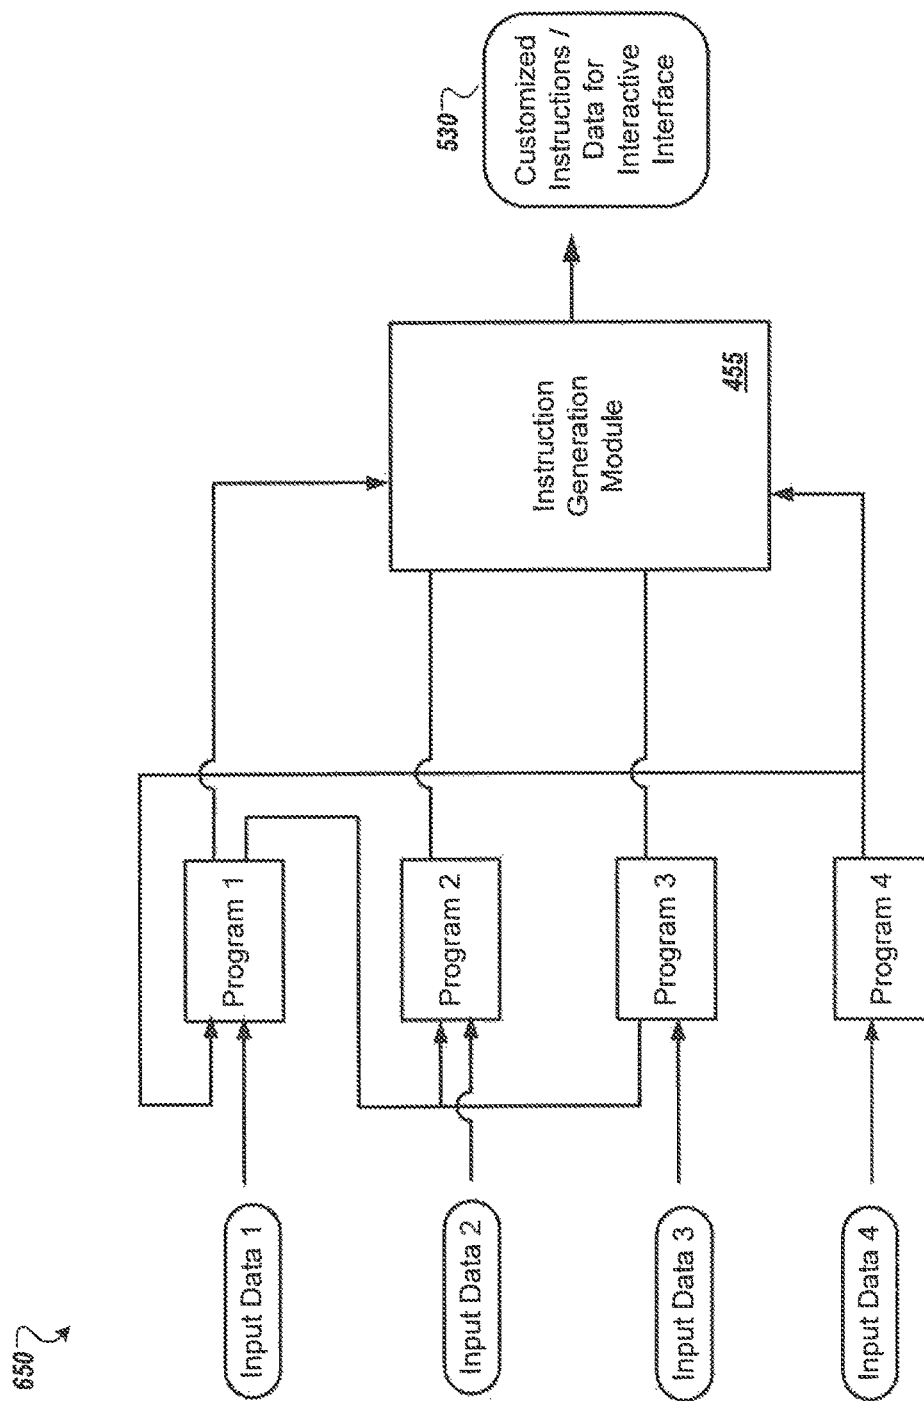 650
Input Data 1
Input Data 2
Input Data 3
Input Data 4
Program 1
Program 2
Program 3
Program 4
Instruction
Generation
Module
455
530
Customized
Instructions /
Data for
Interactive
Interface